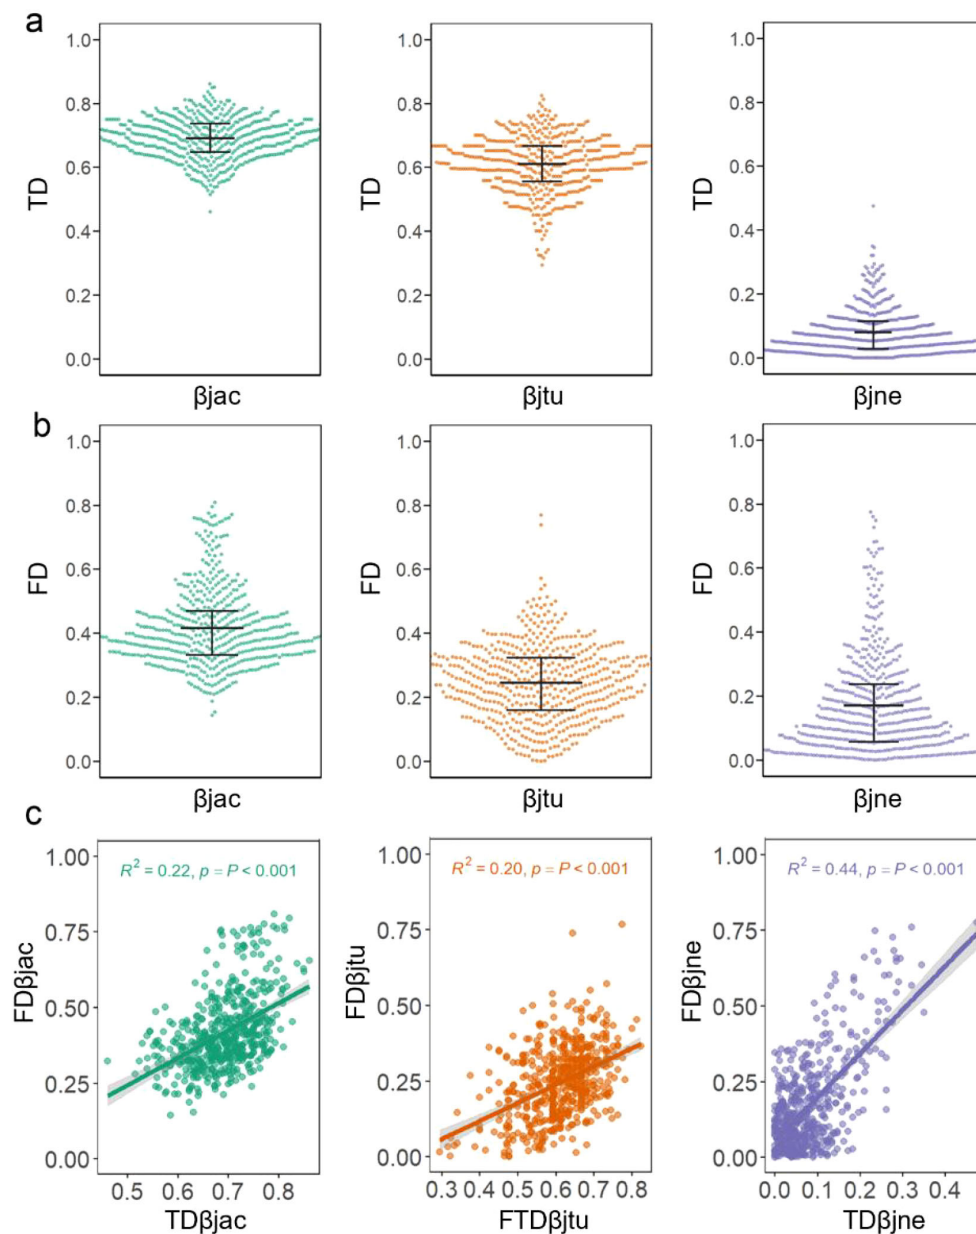 a
1.0
0.8
0.6
0.4
0.2
0.0
TD
βjac
1.0
0.8
0.6
0.4
0.2
0.0
TD
βjtu
1.0
0.8
0.6
0.4
0.2
0.0
TD
βjne
b
1.0
0.8
0.6
0.4
0.2
0.0
FD
βjac
1.0
0.8
0.6
0.4
0.2
0.0
FD
βjtu
1.0
0.8
0.6
0.4
0.2
0.0
FD
βjne
c
R² = 0.22, p = P < 0.001
1.00
0.75
0.50
0.25
0.00
FDβjac
0.5 0.6 0.7 0.8
TDβjac
R² = 0.20, p = P < 0.001
1.00
0.75
0.50
0.25
0.00
FDβjtu
0.3 0.4 0.5 0.6 0.7 0.8
FTDβjtu
R² = 0.44, p = P < 0.001
1.00
0.75
0.50
0.25
0.00
FDβjne
0.0 0.1 0.2 0.3 0.4
TDβjne